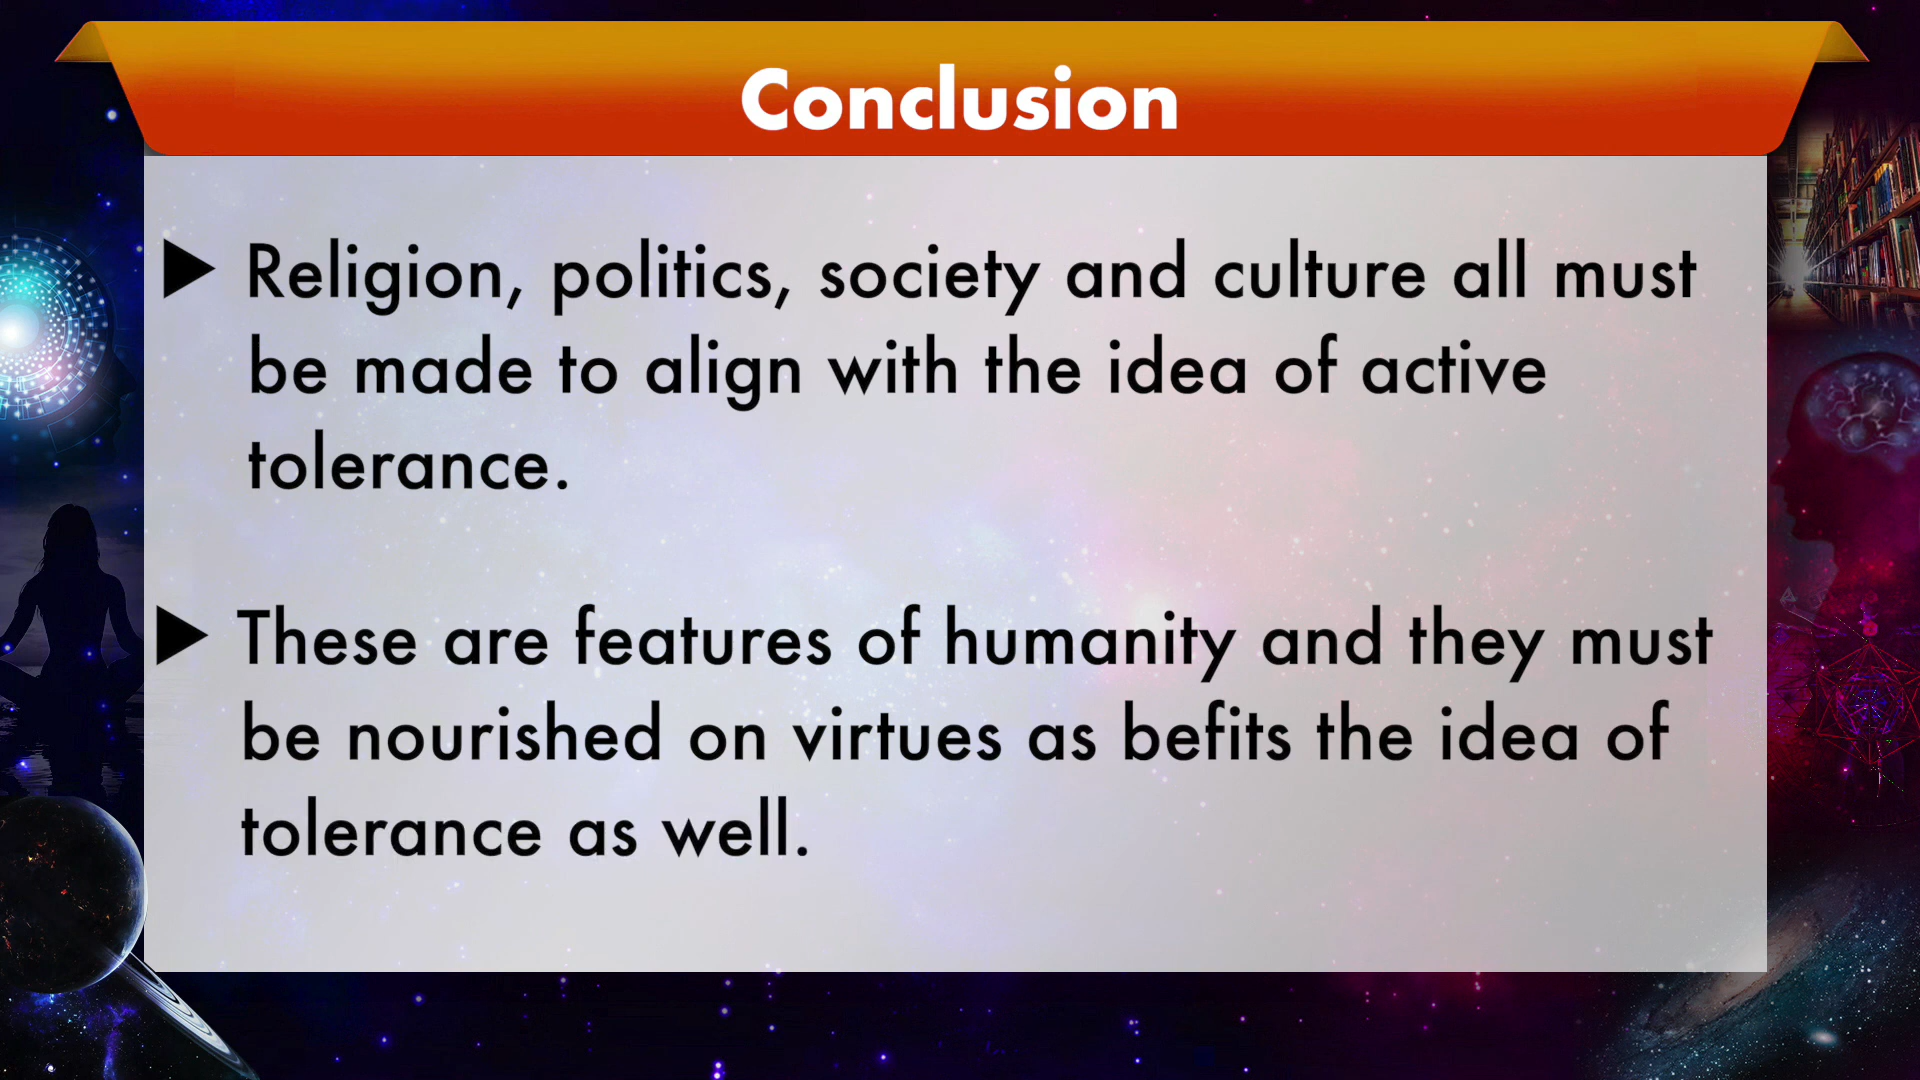 Conclusion
▶ Religion, politics, society and culture all must
be made to align with the idea of active
tolerance.
▶ These are features of humanity and they must
be nourished on virtues as befits the idea of
tolerance as well.